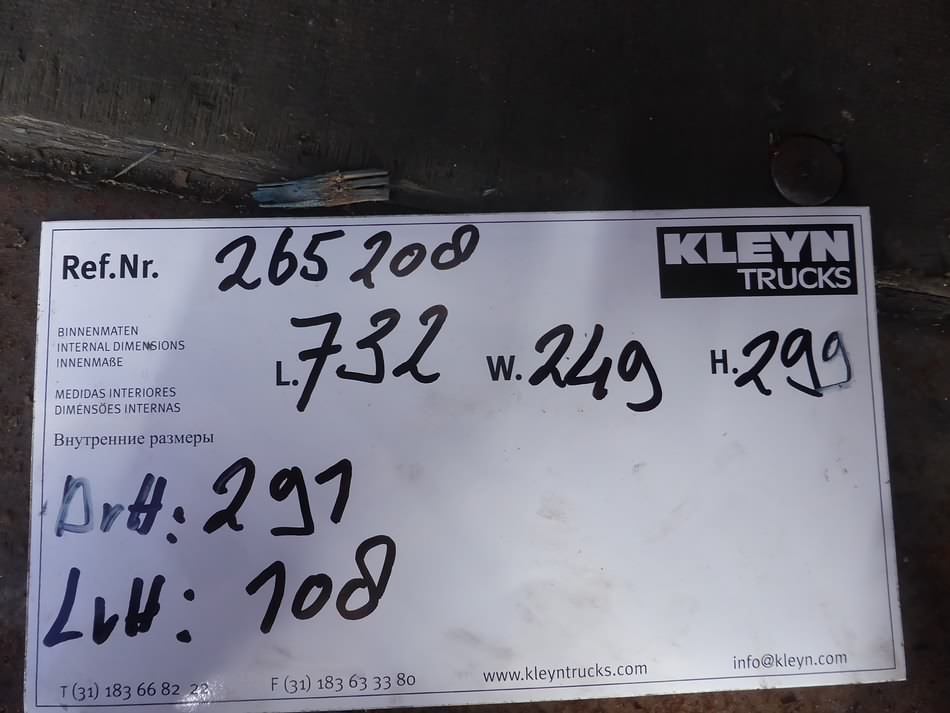 Ref.Nr. 265208
KLEYN
TRUCKS
BINNENMATEN
INTERNAL DIMENSIONS
INNENMAßE
L. 732 W. 249 H. 299
MEDIDAS INTERIORES
DIMENSÕES INTERNAS
Внутренние размеры
DrH: 291
LvH: 108
T (31) 183 66 82 22 F (31) 183 63 33 80 www.kleyntrucks.com info@kleyn.com